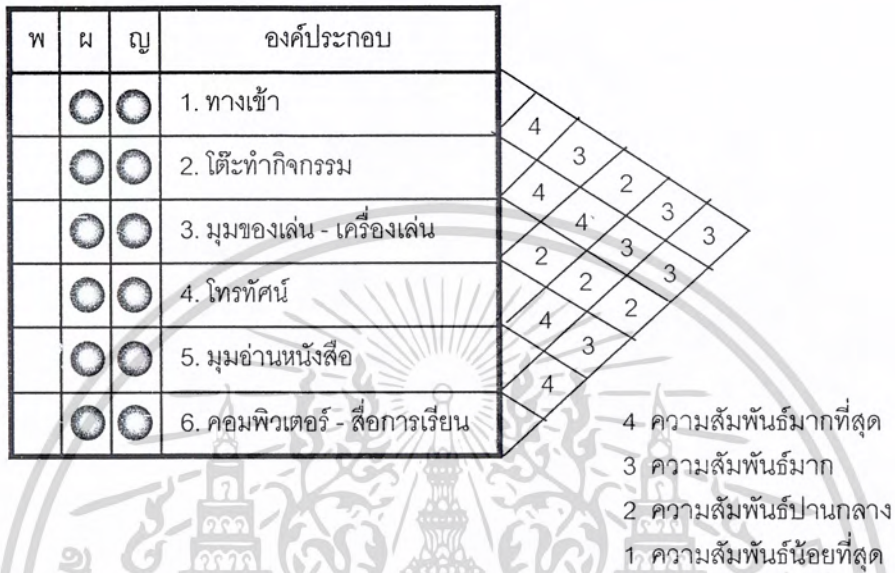 พ ผ ญ องค์ประกอบ
1. ทางเข้า
2. โต๊ะทำกิจกรรม
3. มุมของเล่น - เครื่องเล่น
4. โทรทัศน์
5. มุมอ่านหนังสือ
6. คอมพิวเตอร์ - สื่อการเรียน
4 3 2 3 3
4 4 3 3
2 2 2
4 3
4
4 ความสัมพันธ์มากที่สุด
3 ความสัมพันธ์มาก
2 ความสัมพันธ์ปานกลาง
1 ความสัมพันธ์น้อยที่สุด